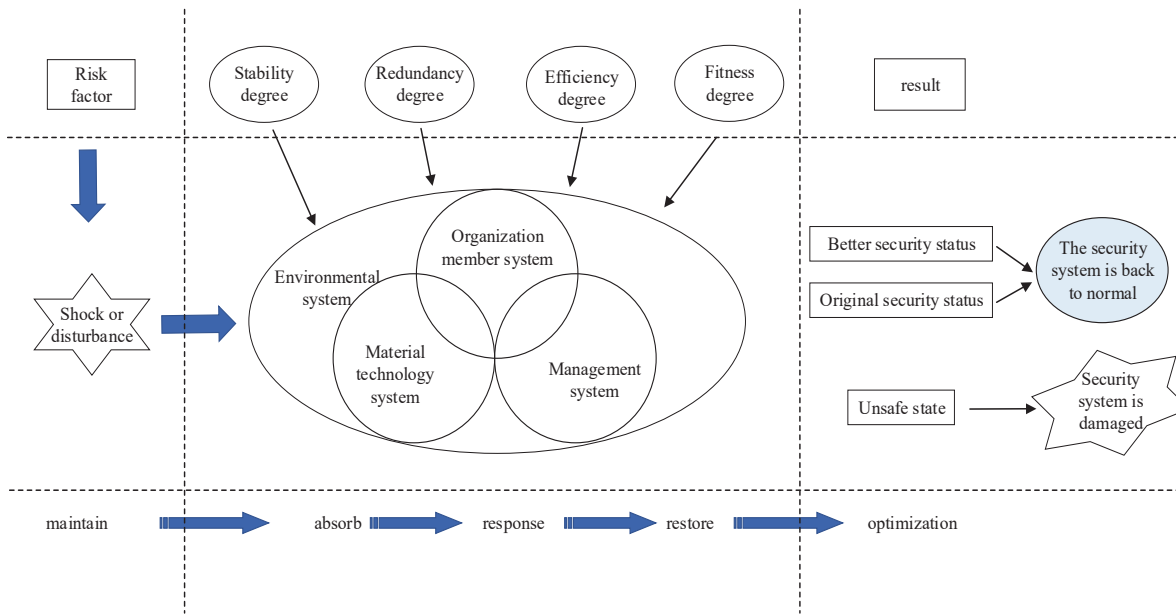 Risk
factor
Stability
degree
Redundancy
degree
Efficiency
degree
Fitness
degree
result
Shock or
disturbance
Environmental
system
Organization
member system
Material
technology
system
Management
system
Better security status
Original security status
The security
system is back
to normal
Unsafe state
Security
system is
damaged
maintain
absorb
response
restore
optimization